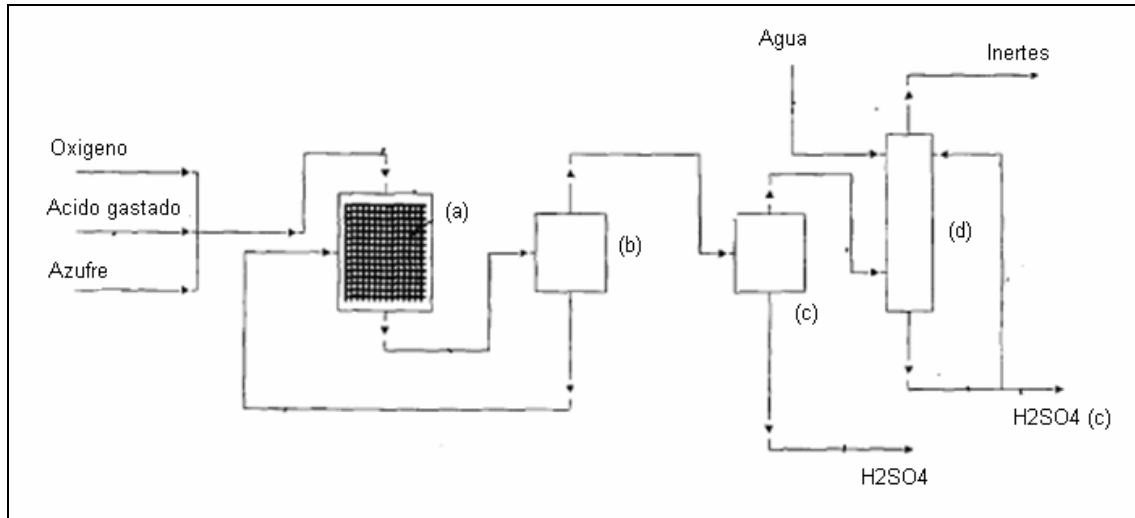 Agua
Inertes
Oxigeno
Acido gastado
Azufre
(a)
(b)
(c)
(d)
H2SO4 (c)
H2SO4